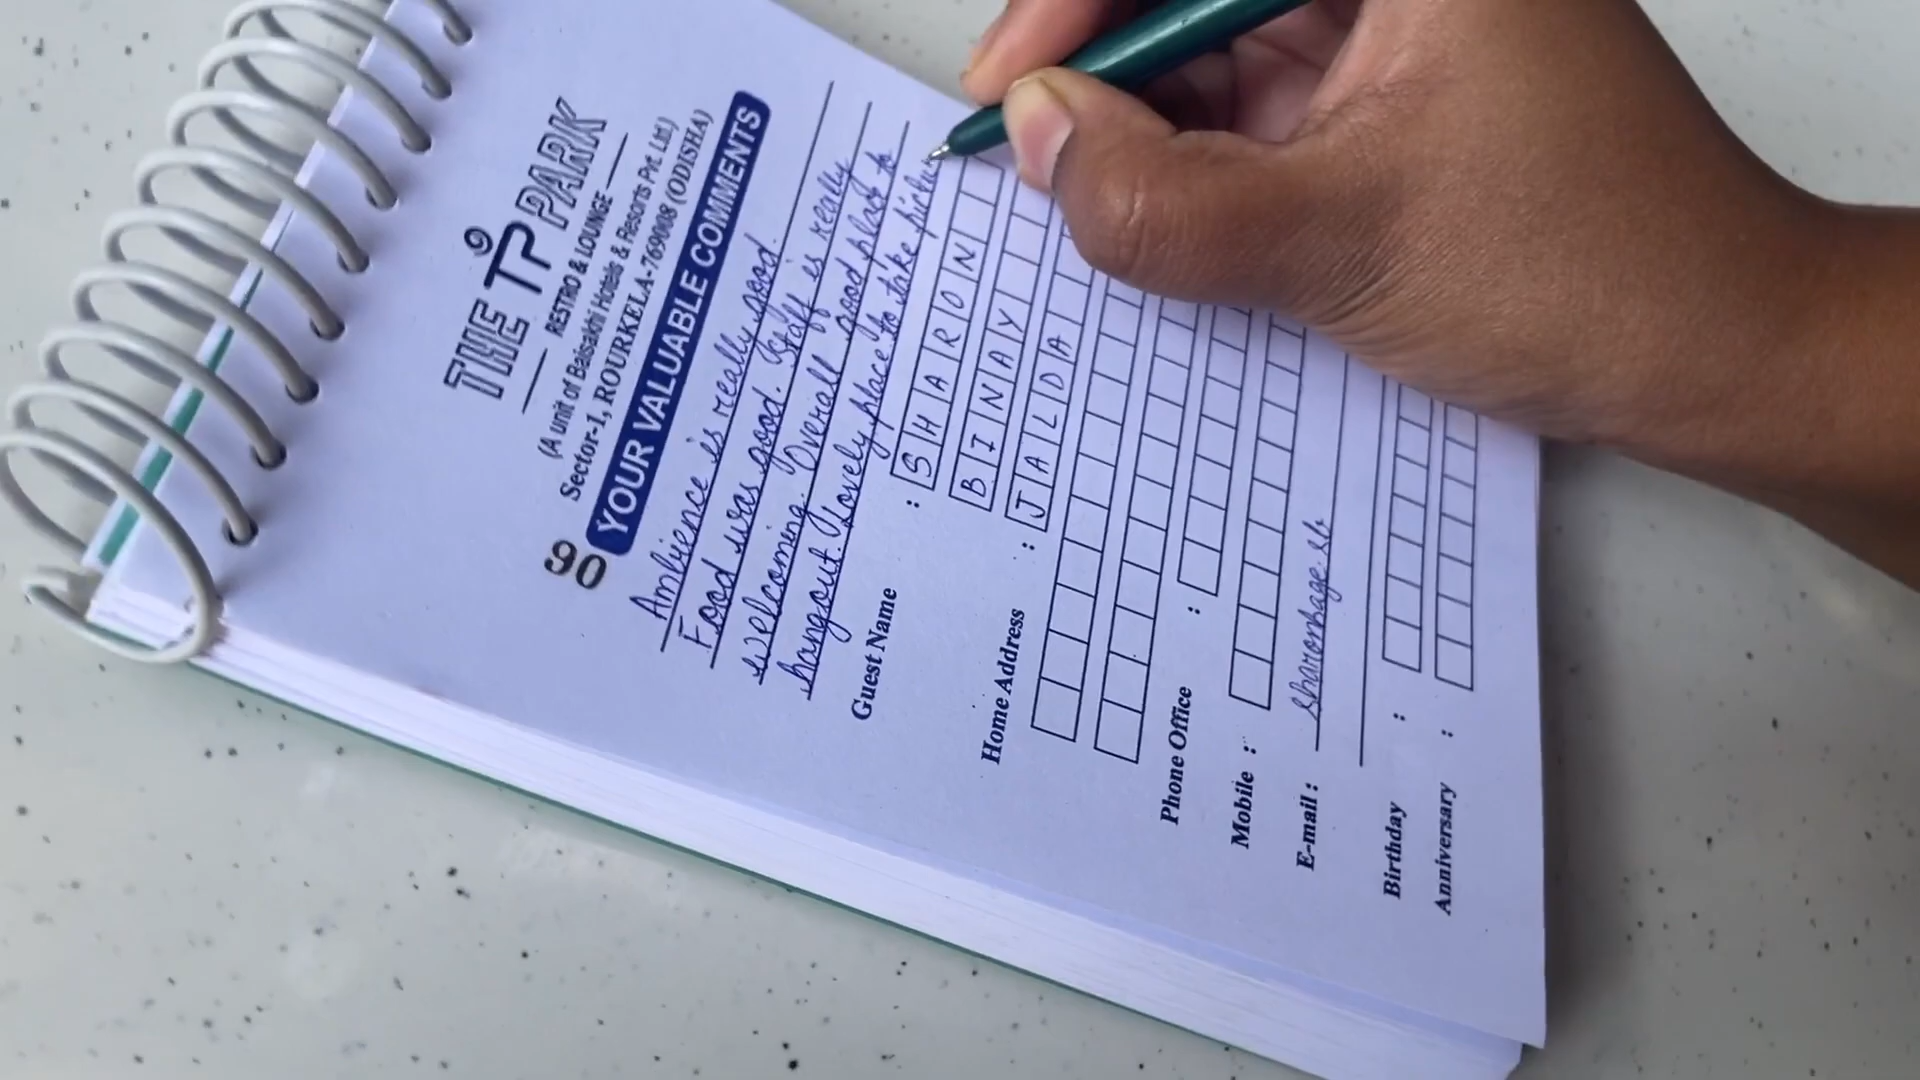 THE TP PARK
RESTRO & LOUNGE
(A unit of Baisakhi Hotels & Resorts Pvt. Ltd.)
Sector-1, ROURKELA-769008 (ODISHA)
YOUR VALUABLE COMMENTS
90
Ambience is really good.
Food was good. Staff is really
welcoming. Overall good place to
hangout. Lovely place to take
Guest Name : SHARON
BINAY
Home Address : JALDA
Phone Office :
Mobile :
E-mail :
Birthday :
Anniversary :